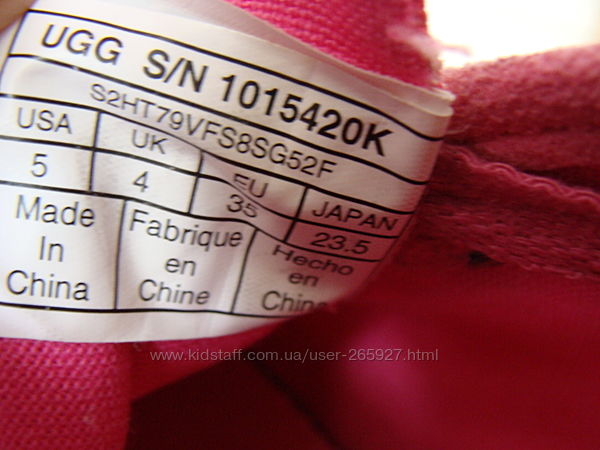 UGG S/N 1015420K
S2HT79VFS8SG52F
USA UK EU JAPAN
5 4 35 23.5
Made Fabrique Hecho
In en en
China Chine China
www.kidstaff.com.ua/user-265927.html